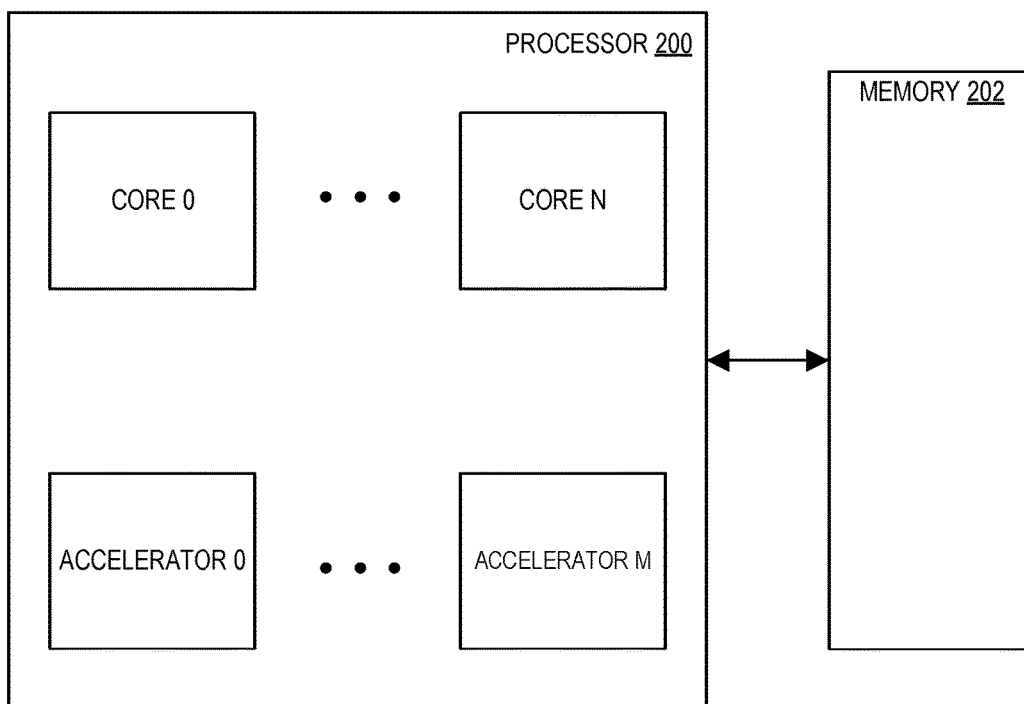 PROCESSOR 200
MEMORY 202
CORE 0
CORE N
ACCELERATOR 0
ACCELERATOR M